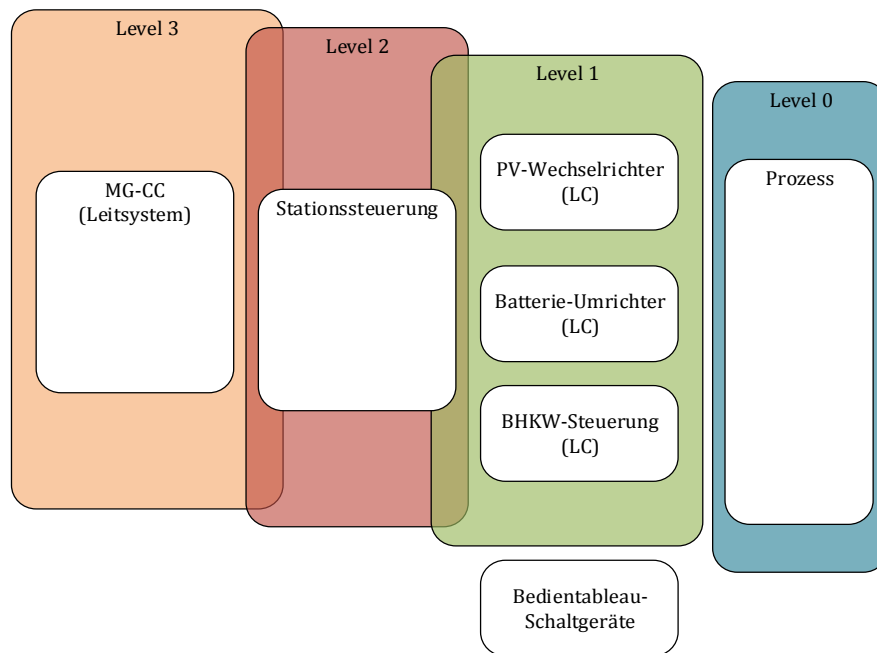 Level 3
MG-CC
(Leitsystem)
Level 2
Stationssteuerung
Level 1
PV-Wechselrichter
(LC)
Batterie-Umrichter
(LC)
BHKW-Steuerung
(LC)
Bedientableau-
Schaltgeräte
Level 0
Prozess